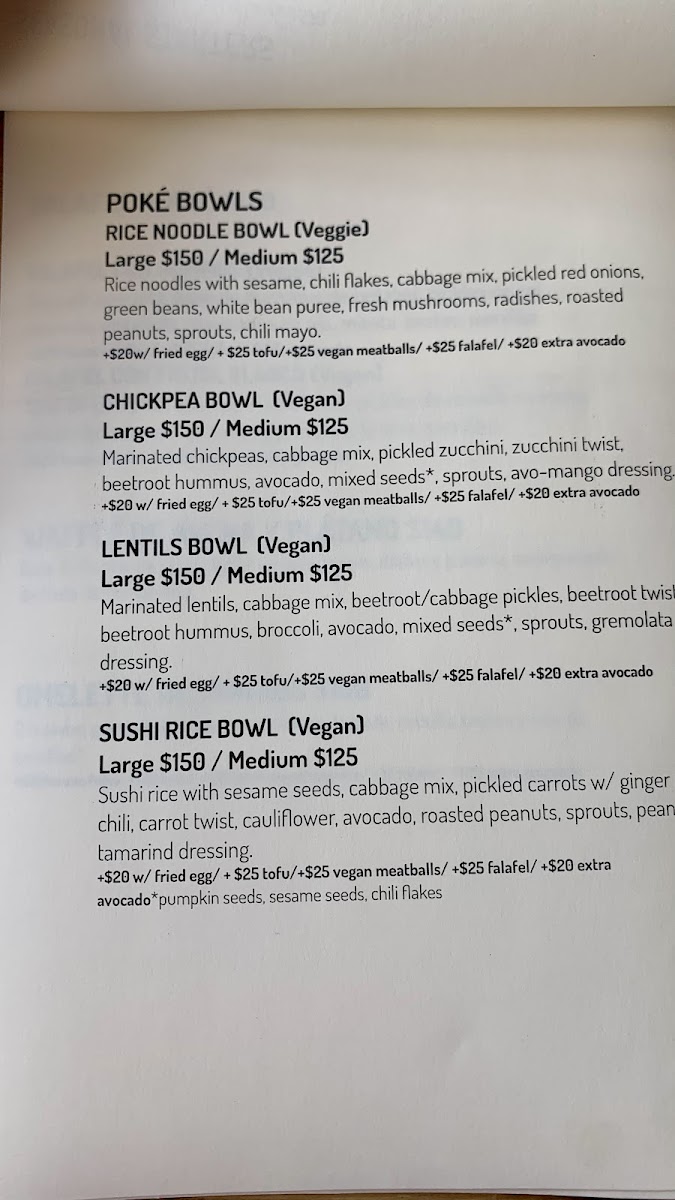 POKÉ BOWLS
RICE NOODLE BOWL (Veggie)
Large $150 / Medium $125
Rice noodles with sesame, chili flakes, cabbage mix, pickled red onions,
green beans, white bean puree, fresh mushrooms, radishes, roasted
peanuts, sprouts, chili mayo.
+$20w/ fried egg/ + $25 tofu/+$25 vegan meatballs/ +$25 falafel/ +$20 extra avocado
CHICKPEA BOWL (Vegan)
Large $150 / Medium $125
Marinated chickpeas, cabbage mix, pickled zucchini, zucchini twist,
beetroot hummus, avocado, mixed seeds*, sprouts, avo-mango dressing.
+$20 w/ fried egg/ + $25 tofu/+$25 vegan meatballs/ +$25 falafel/ +$20 extra avocado
LENTILS BOWL (Vegan)
Large $150 / Medium $125
Marinated lentils, cabbage mix, beetroot/cabbage pickles, beetroot twist
beetroot hummus, broccoli, avocado, mixed seeds*, sprouts, gremolata
dressing.
+$20 w/ fried egg/ + $25 tofu/+$25 vegan meatballs/ +$25 falafel/ +$20 extra avocado
SUSHI RICE BOWL (Vegan)
Large $150 / Medium $125
Sushi rice with sesame seeds, cabbage mix, pickled carrots w/ ginger
chili, carrot twist, cauliflower, avocado, roasted peanuts, sprouts, pean
tamarind dressing.
+$20 w/ fried egg/ + $25 tofu/+$25 vegan meatballs/ +$25 falafel/ +$20 extra
avocado*pumpkin seeds, sesame seeds, chili flakes